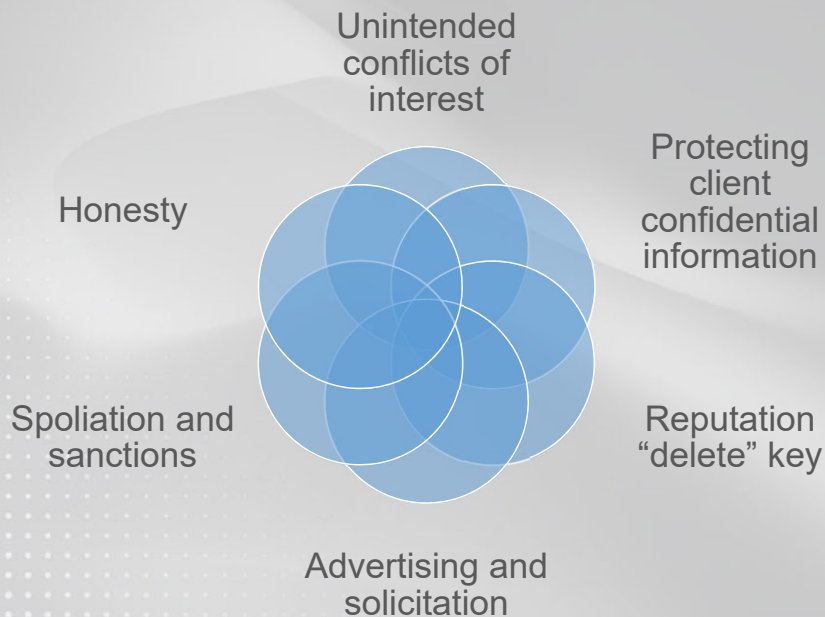 Unintended
conflicts of
interest
Protecting
client
confidential
information
Reputation
“delete” key
Advertising and
solicitation
Spoliation and
sanctions
Honesty